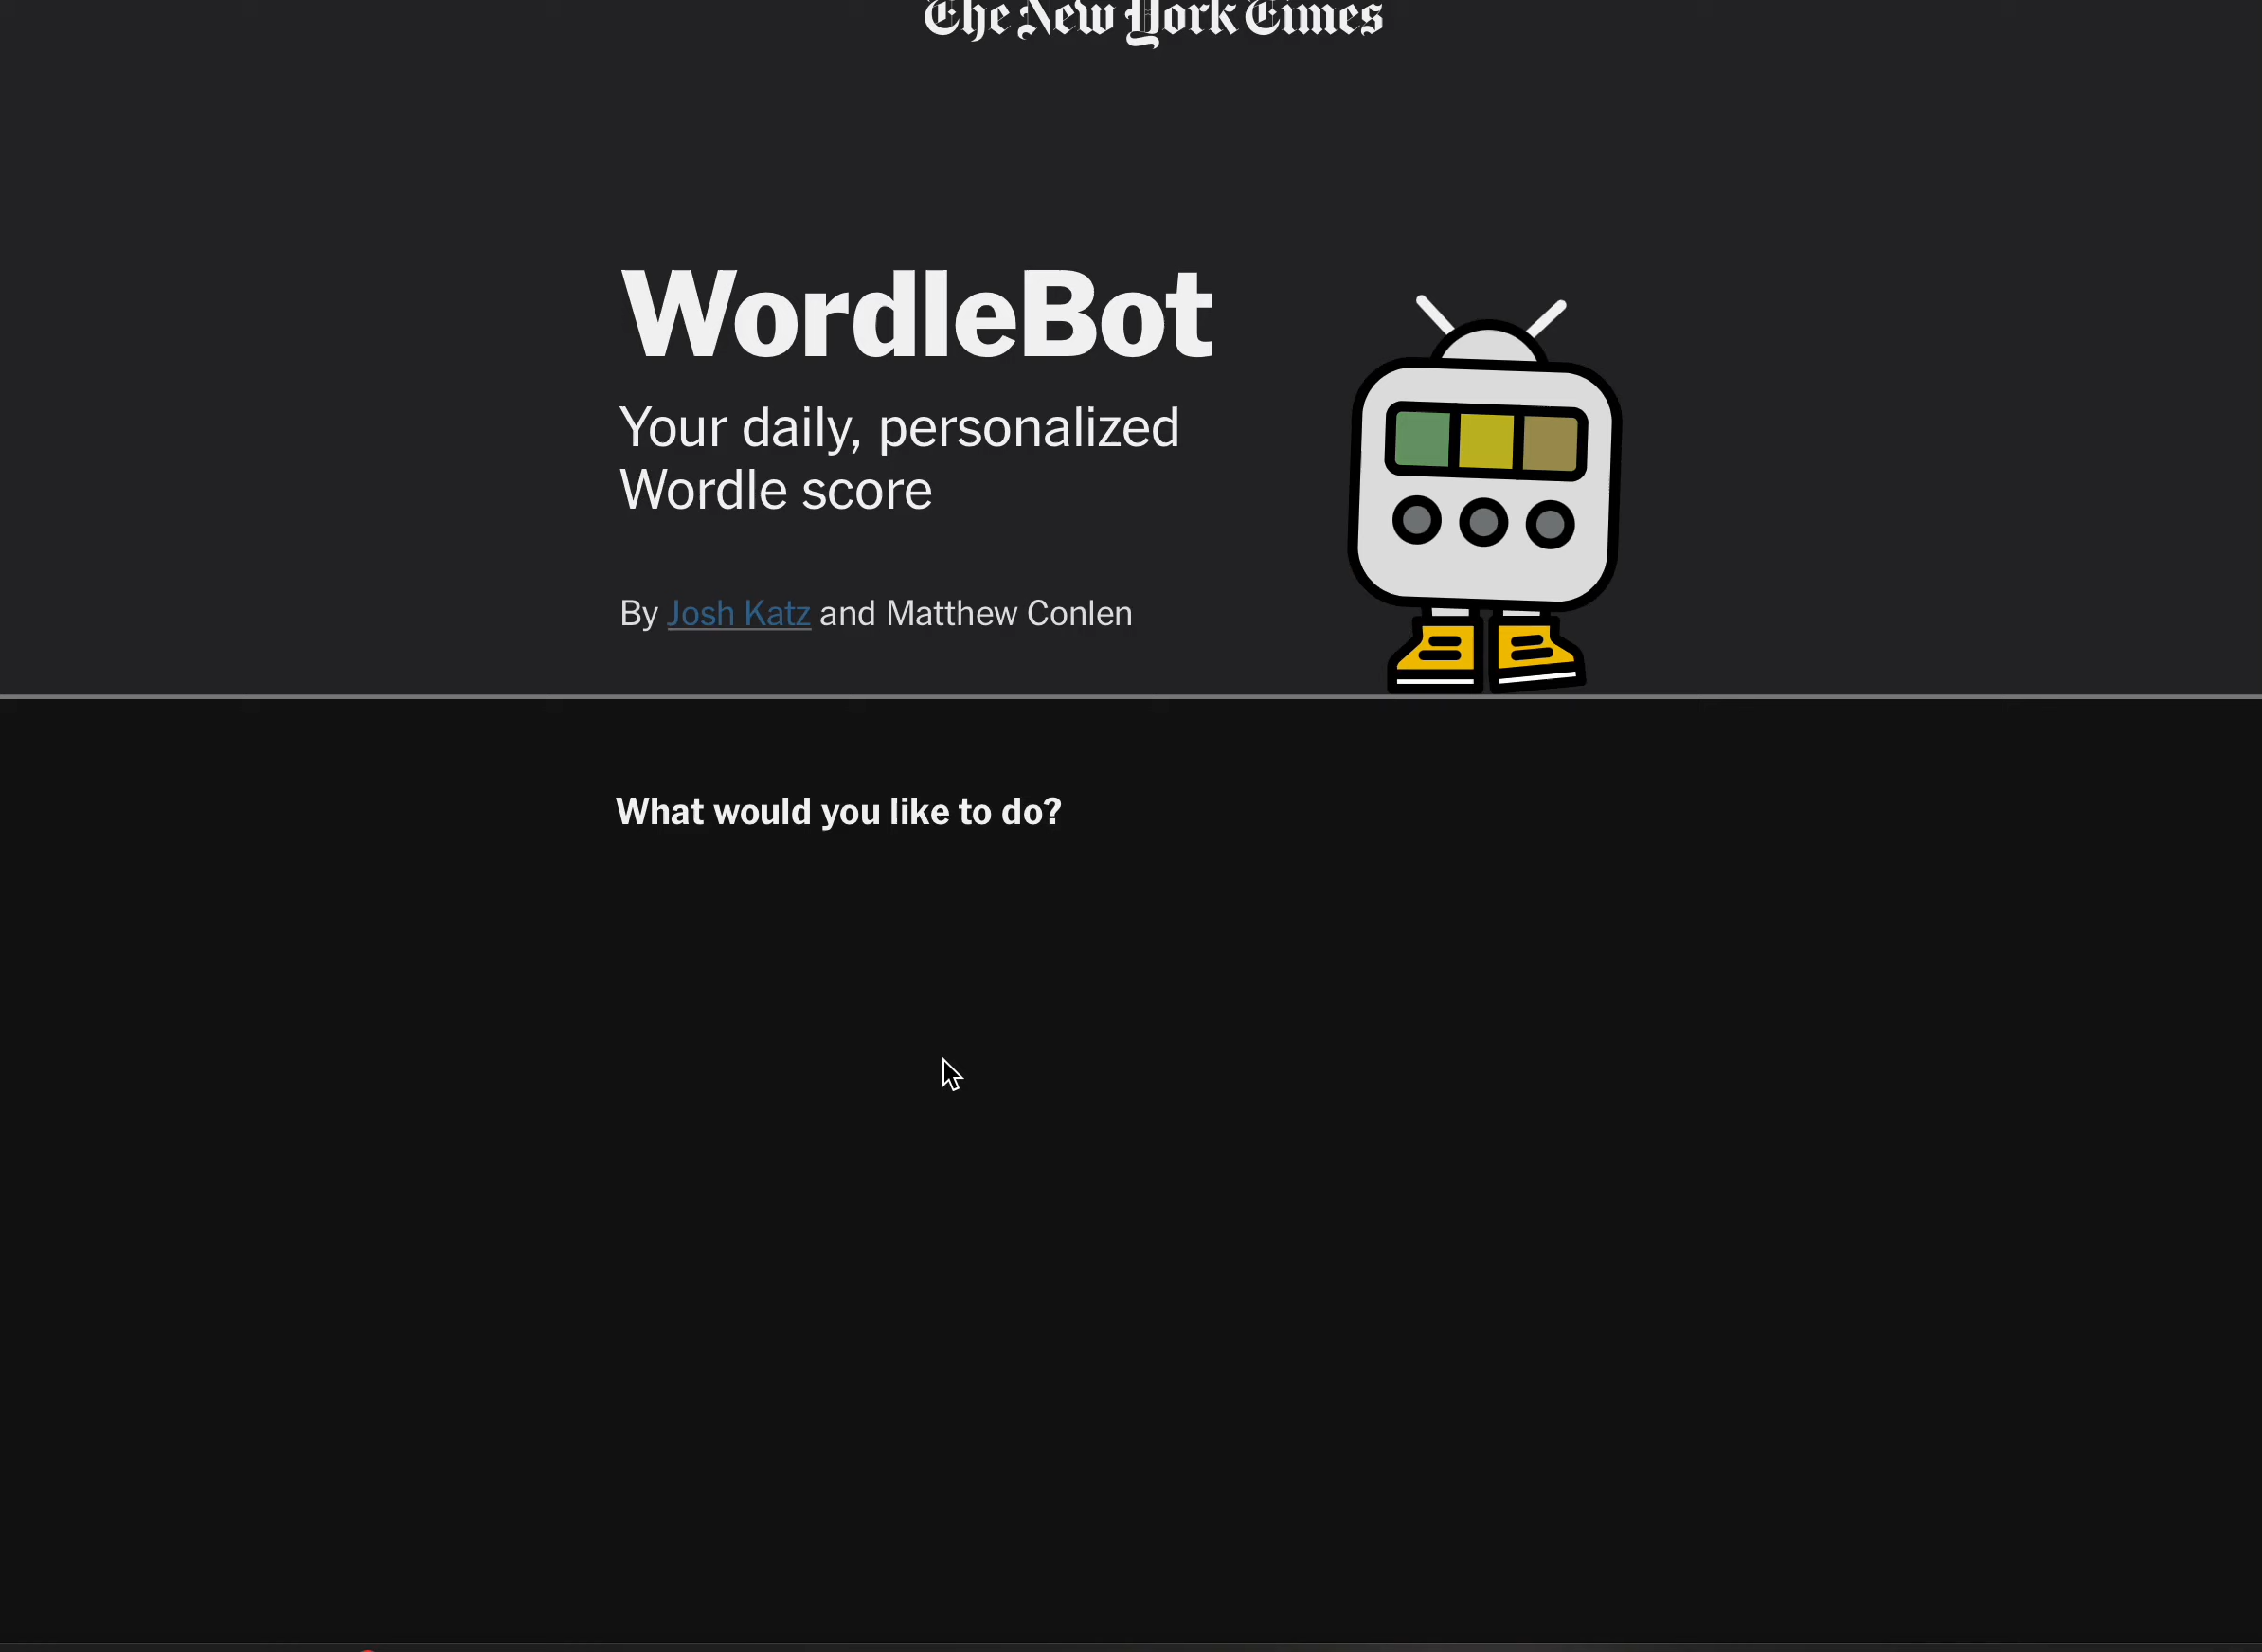 The New York Times
WordleBot
Your daily, personalized
Wordle score
By Josh Katz and Matthew Conlen
What would you like to do?